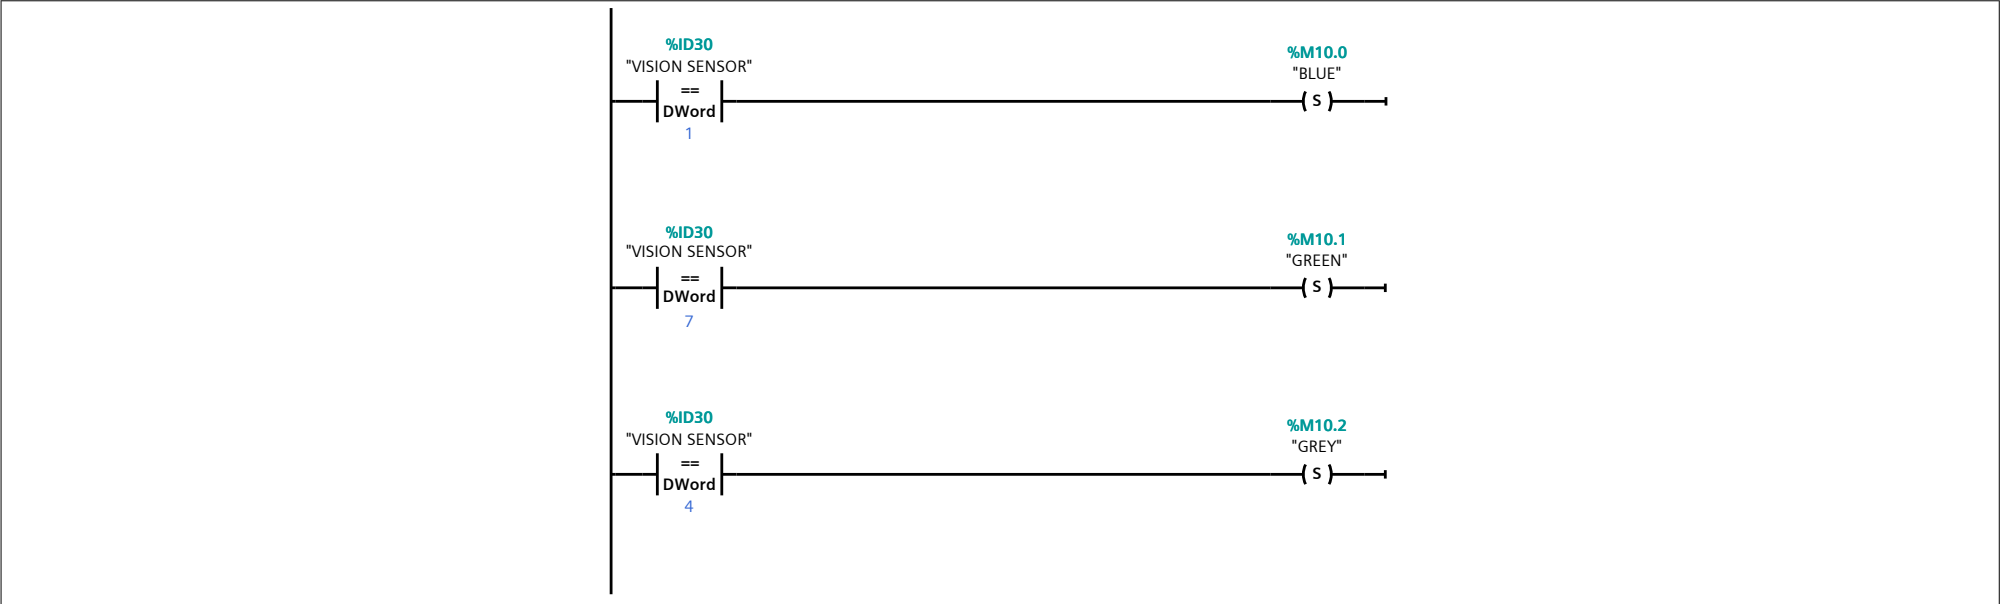 %ID30
"VISION SENSOR"
==
DWord
1
%M10.0
"BLUE"
( S )
%ID30
"VISION SENSOR"
==
DWord
7
%M10.1
"GREEN"
( S )
%ID30
"VISION SENSOR"
==
DWord
4
%M10.2
"GREY"
( S )